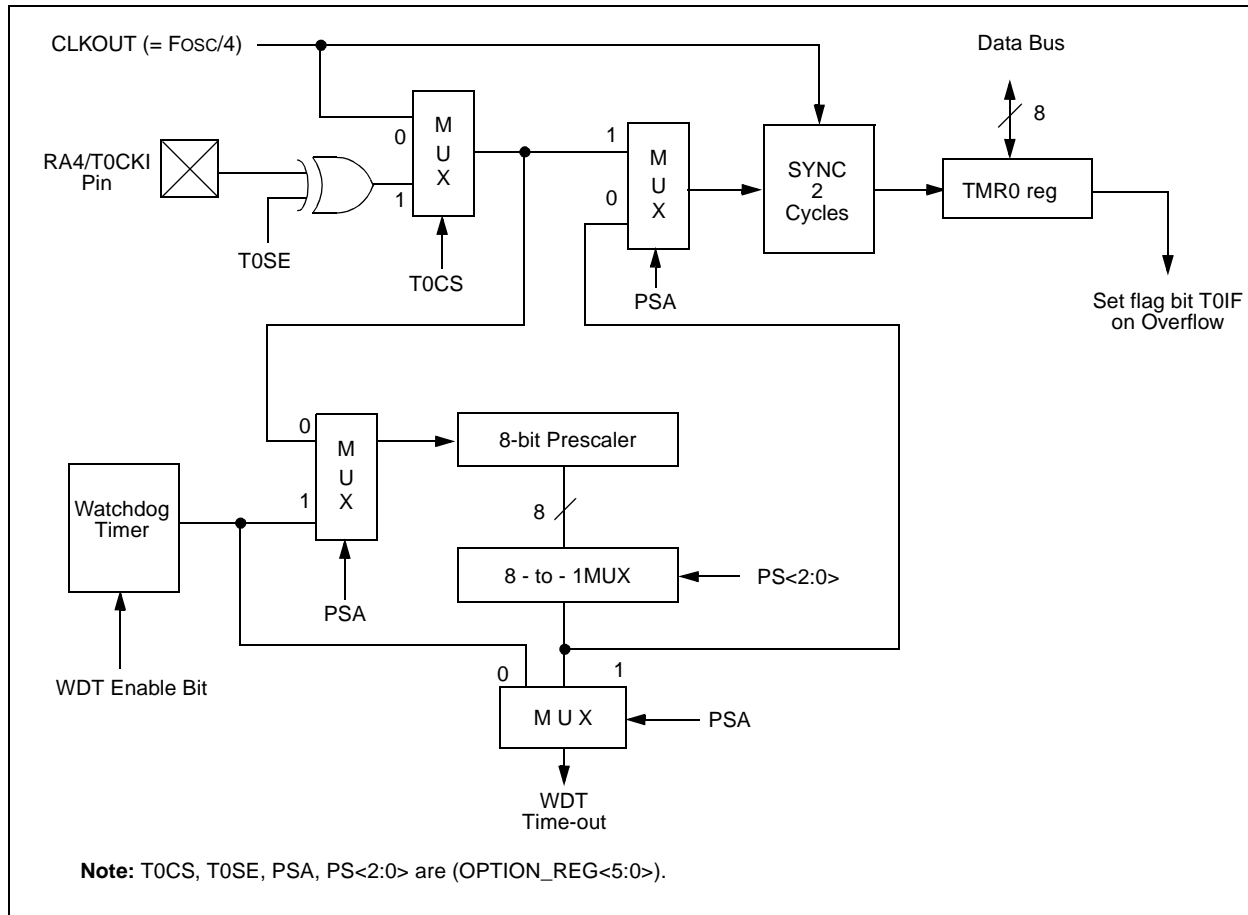 CLKOUT (= FOSC/4)
Data Bus
8
M
U
X
0
1
RA4/T0CKI
Pin
T0SE
T0CS
1
0
M
U
X
PSA
SYNC
2
Cycles
TMR0 reg
Set flag bit T0IF
on Overflow
0
1
M
U
X
PSA
8-bit Prescaler
8
Watchdog
Timer
8 - to - 1MUX
PS<2:0>
WDT Enable Bit
0
1
M U X
PSA
WDT
Time-out
Note: T0CS, T0SE, PSA, PS<2:0> are (OPTION_REG<5:0>).